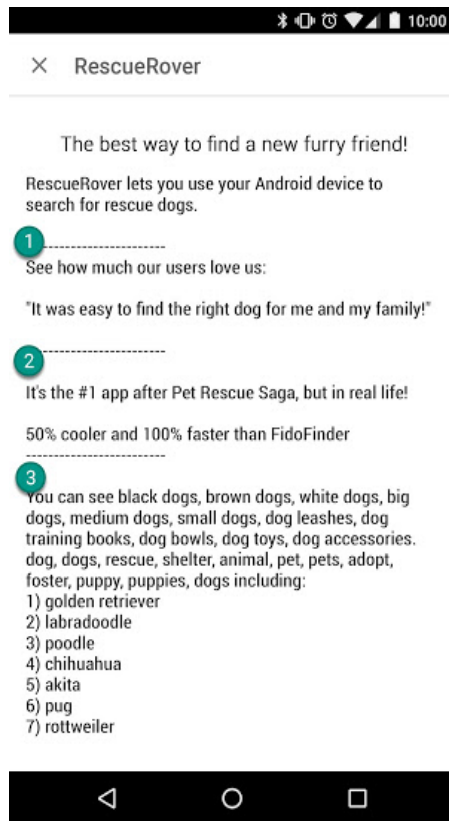 10:00
× RescueRover
The best way to find a new furry friend!
RescueRover lets you use your Android device to
search for rescue dogs.
1 ----------------------
See how much our users love us:
"It was easy to find the right dog for me and my family!"
2 ----------------------
It's the #1 app after Pet Rescue Saga, but in real life!
50% cooler and 100% faster than FidoFinder
-------------------------
3
You can see black dogs, brown dogs, white dogs, big
dogs, medium dogs, small dogs, dog leashes, dog
training books, dog bowls, dog toys, dog accessories.
dog, dogs, rescue, shelter, animal, pet, pets, adopt,
foster, puppy, puppies, dogs including:
1) golden retriever
2) labradoodle
3) poodle
4) chihuahua
5) akita
6) pug
7) rottweiler